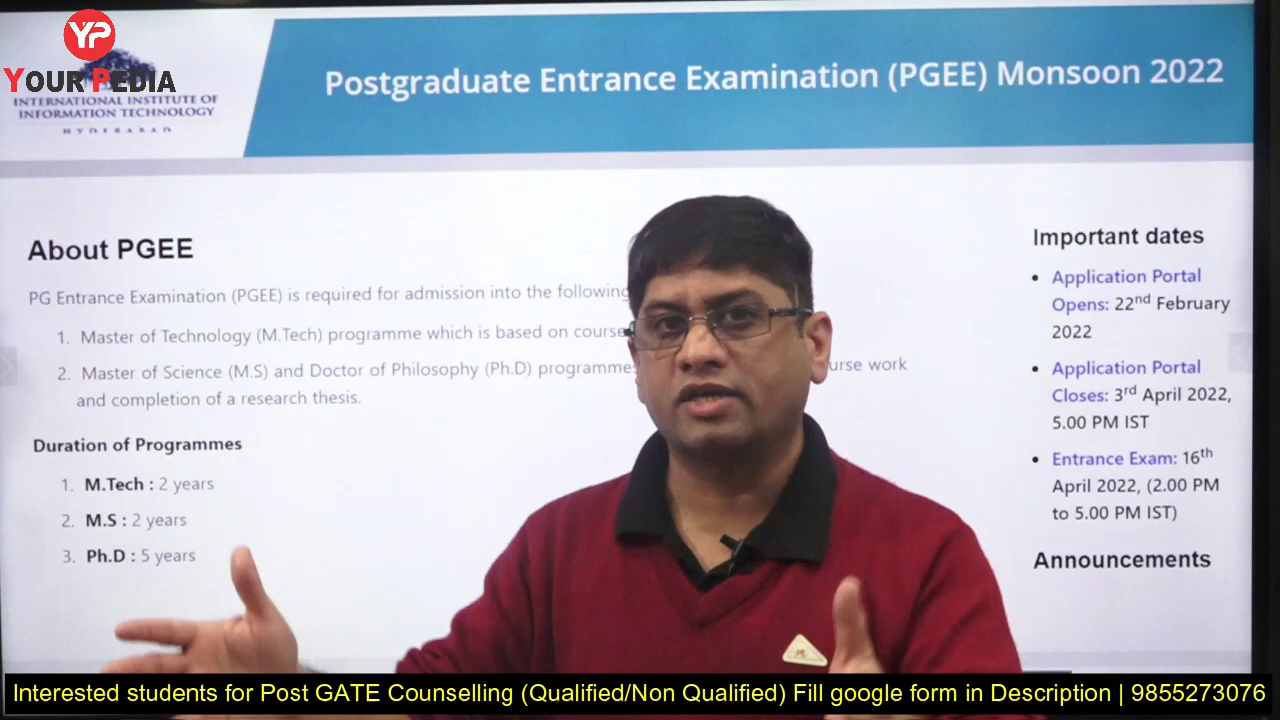 YP
YOUR PEDIA
INTERNATIONAL INSTITUTE OF
INFORMATION TECHNOLOGY
HYDERABAD
Postgraduate Entrance Examination (PGEE) Monsoon 2022
About PGEE
PG Entrance Examination (PGEE) is required for admission into the following
1. Master of Technology (M.Tech) programme which is based on course
2. Master of Science (M.S) and Doctor of Philosophy (Ph.D) programme urse work
and completion of a research thesis.
Duration of Programmes
1. M.Tech : 2 years
2. M.S : 2 years
3. Ph.D : 5 years
Important dates
• Application Portal
Opens: 22nd February
2022
• Application Portal
Closes: 3rd April 2022,
5.00 PM IST
• Entrance Exam: 16th
April 2022, (2.00 PM
to 5.00 PM IST)
Announcements
Interested students for Post GATE Counselling (Qualified/Non Qualified) Fill google form in Description | 9855273076